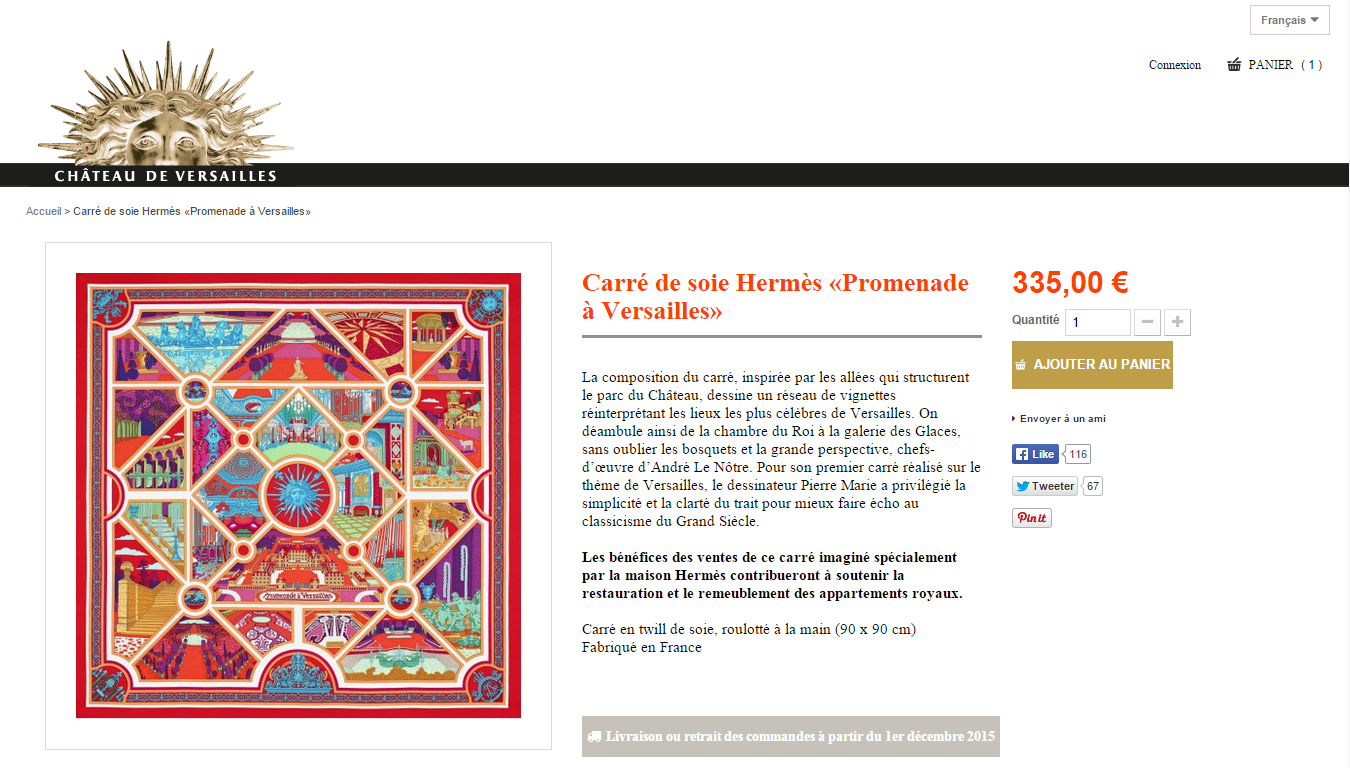 Français
Connexion
PANIER ( 1 )
CHÂTEAU DE VERSAILLES
Accueil > Carré de soie Hermès «Promenade à Versailles»
Promenade à Versailles
Carré de soie Hermès «Promenade
à Versailles»
La composition du carré, inspirée par les allées qui structurent
le parc du Château, dessine un réseau de vignettes
réinterprétant les lieux les plus célèbres de Versailles. On
déambule ainsi de la chambre du Roi à la galerie des Glaces,
sans oublier les bosquets et la grande perspective, chefs-
d’œuvre d’André Le Nôtre. Pour son premier carré réalisé sur le
thème de Versailles, le dessinateur Pierre Marie a privilégié la
simplicité et la clarté du trait pour mieux faire écho au
classicisme du Grand Siècle.
Les bénéfices des ventes de ce carré imaginé spécialement
par la maison Hermès contribueront à soutenir la
restauration et le remeublement des appartements royaux.
Carré en twill de soie, roulotté à la main (90 x 90 cm)
Fabriqué en France
Livraison ou retrait des commandes à partir du 1er décembre 2015
335,00 €
Quantité 1
AJOUTER AU PANIER
Envoyer à un ami
Like 116
Tweeter 67
Pinit